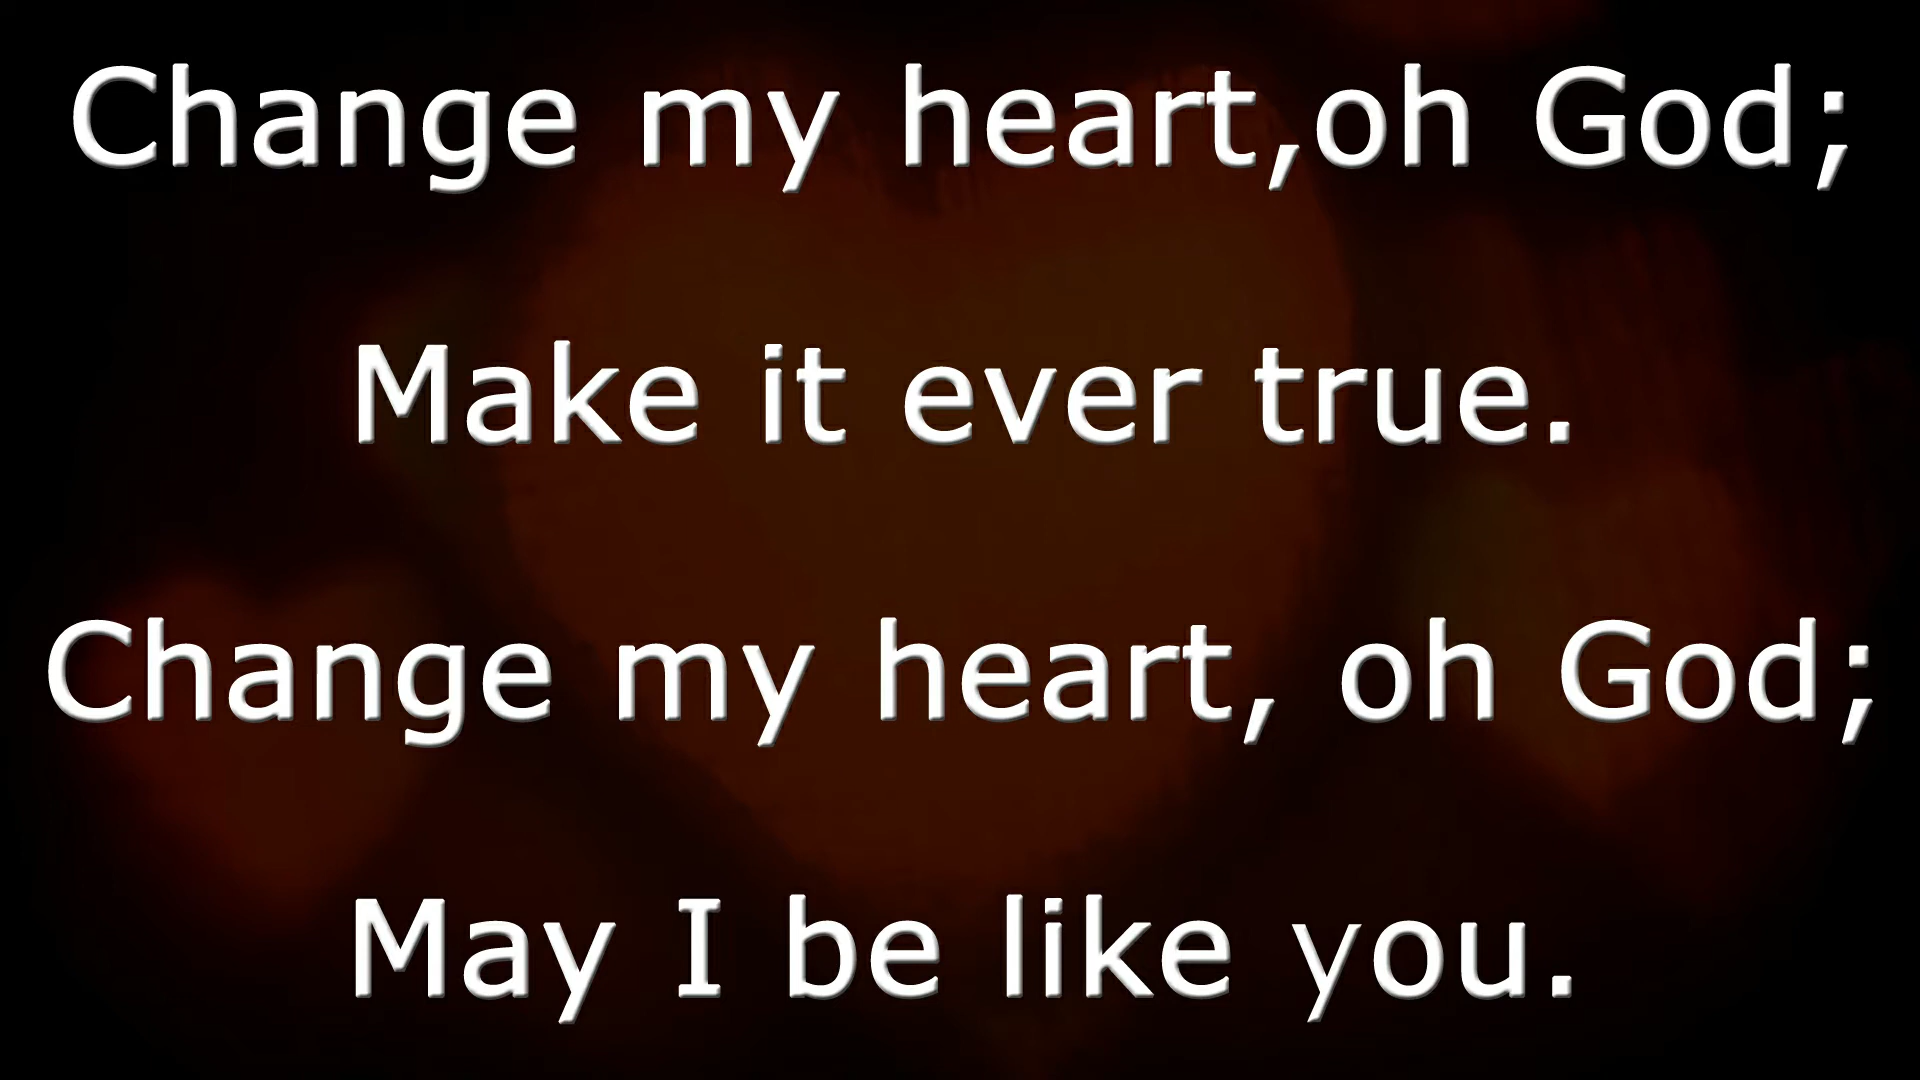 Change my heart,oh God;
Make it ever true.
Change my heart, oh God;
May I be like you.